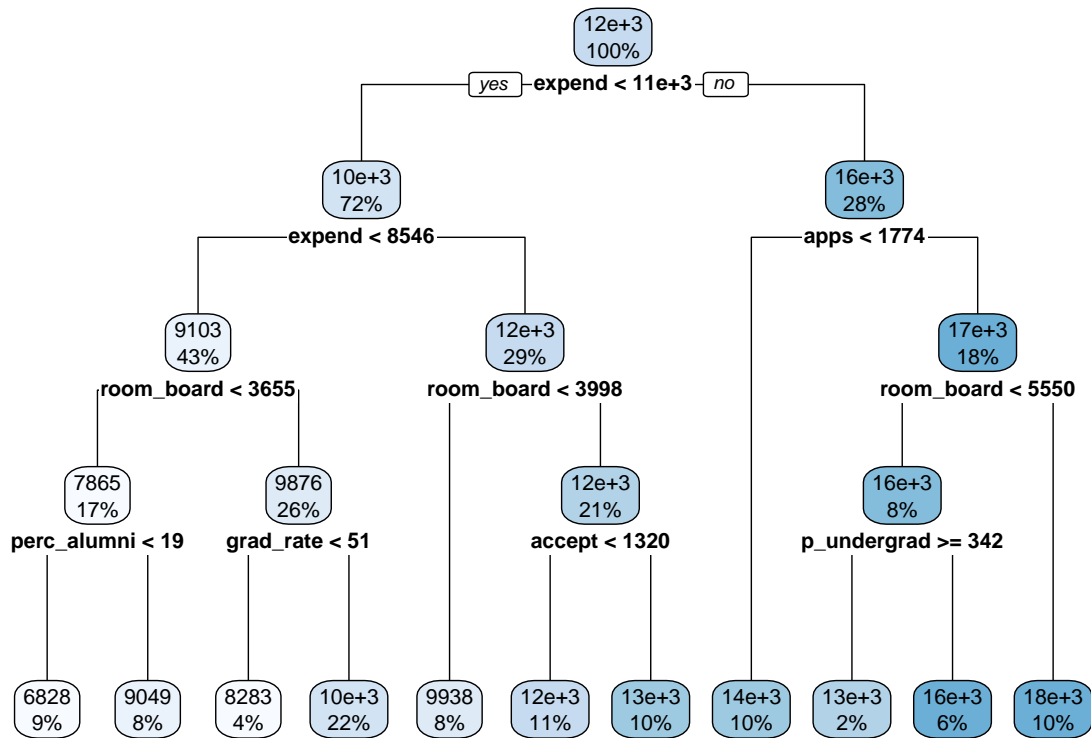 12e+3
100%
yes expend < 11e+3 no
10e+3
72%
16e+3
28%
expend < 8546
apps < 1774
9103
43%
12e+3
29%
17e+3
18%
room_board < 3655
room_board < 3998
room_board < 5550
7865
17%
9876
26%
12e+3
21%
16e+3
8%
perc_alumni < 19
grad_rate < 51
accept < 1320
p_undergrad >= 342
6828
9%
9049
8%
8283
4%
10e+3
22%
9938
8%
12e+3
11%
13e+3
10%
14e+3
10%
13e+3
2%
16e+3
6%
18e+3
10%